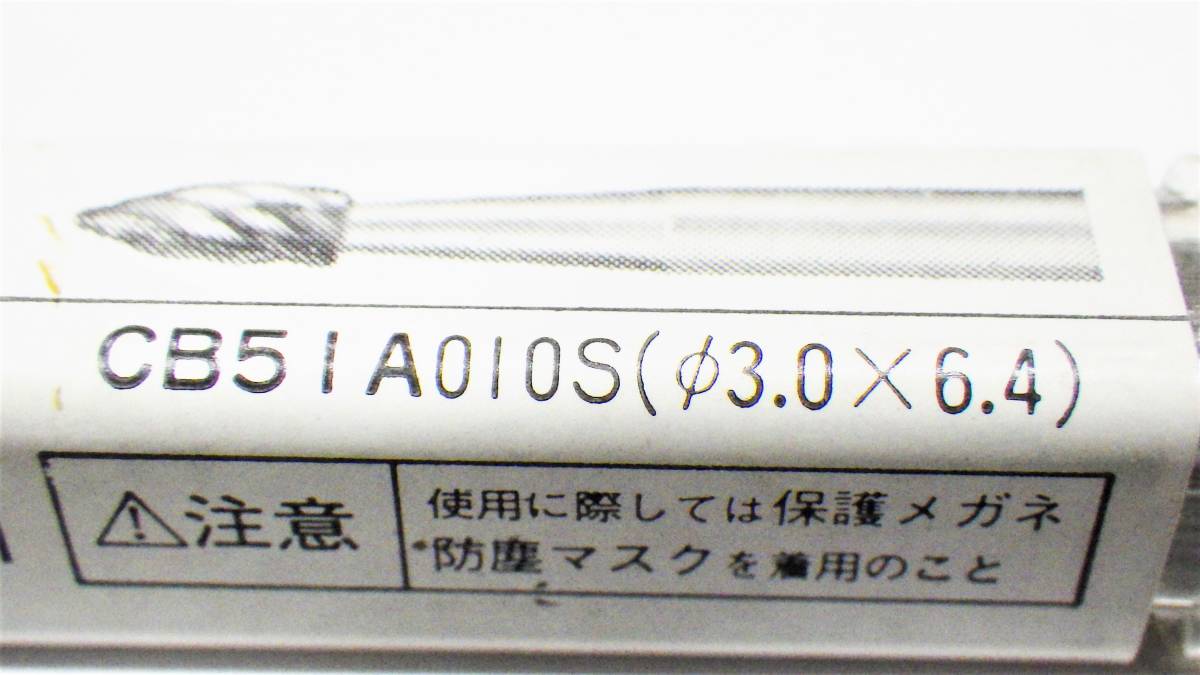 CB51A010S(φ3.0×6.4)
⚠注意
使用に際しては保護メガネ
防塵マスクを着用のこと